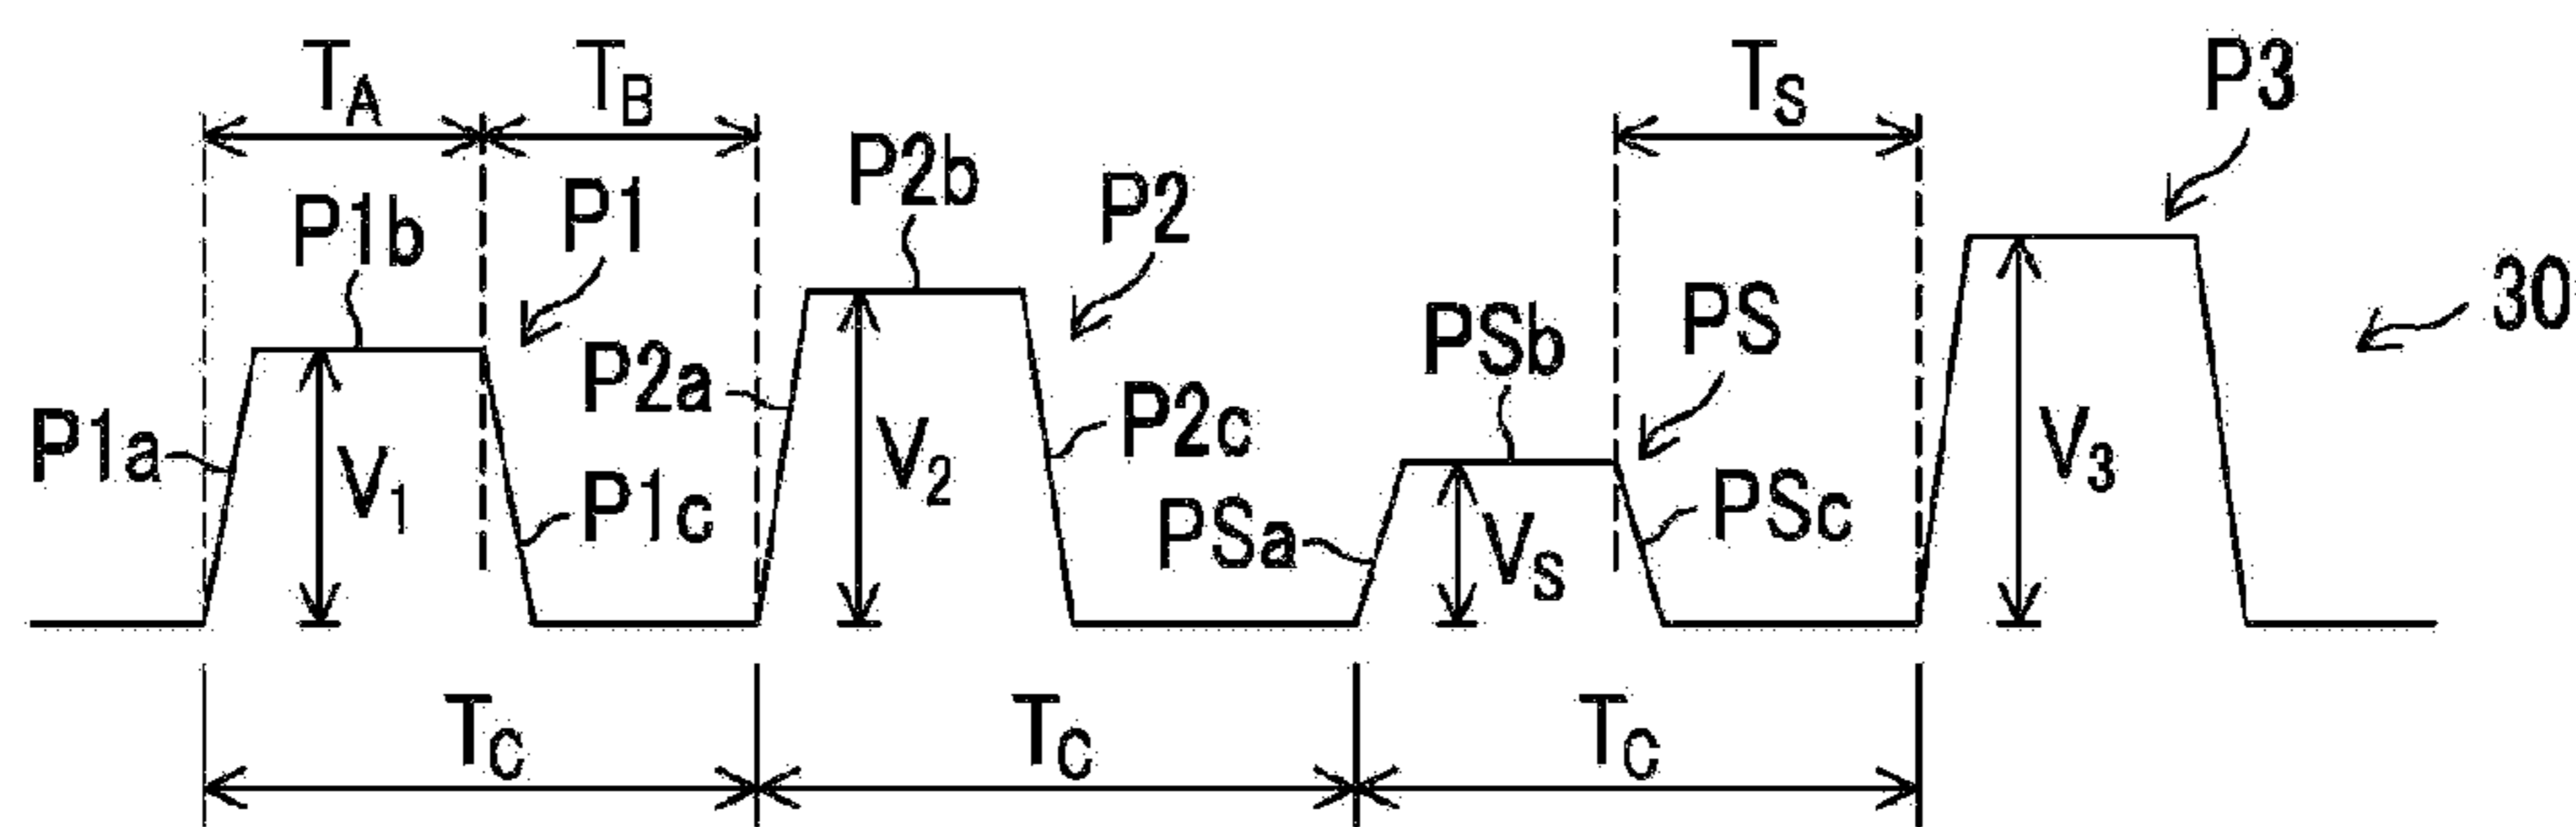 T_A T_B T_S P3
P1b P1 P2b P2 30
P1a P2a P2c PSb PS
V_1 P1c V_2 PSa V_S PSc V_3
T_C T_C T_C